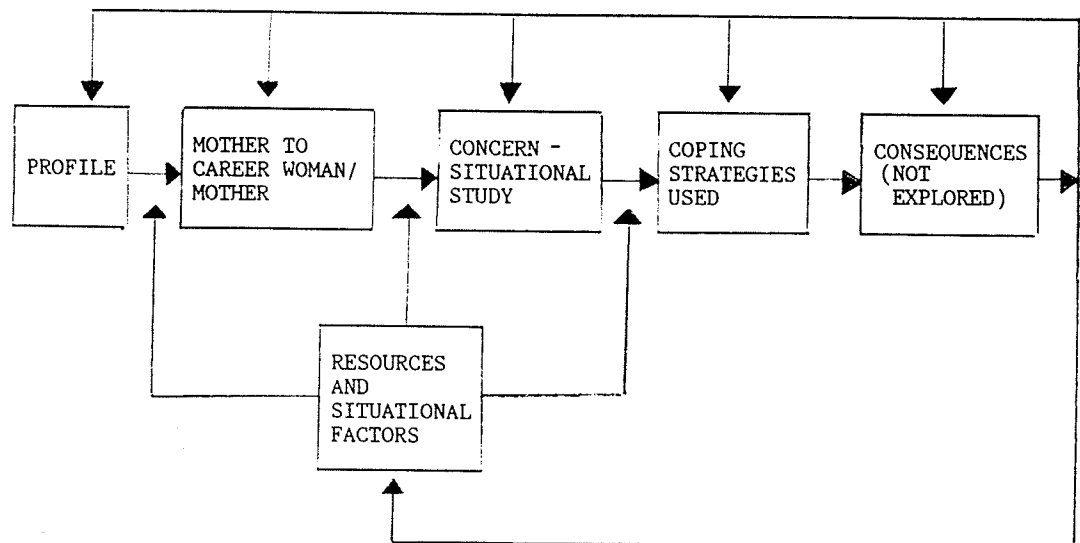 PROFILE
MOTHER TO
CAREER WOMAN/
MOTHER
CONCERN -
SITUATIONAL
STUDY
COPING
STRATEGIES
USED
CONSEQUENCES
(NOT
EXPLORED)
RESOURCES
AND
SITUATIONAL
FACTORS